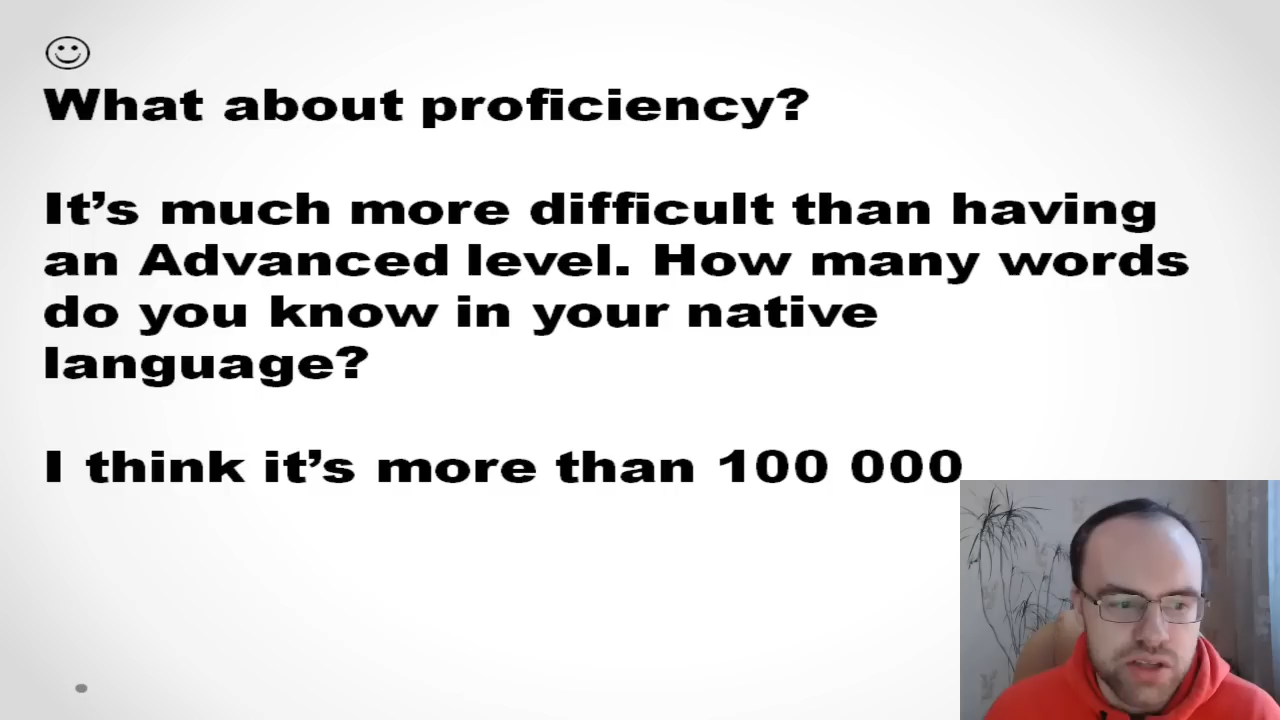 What about proficiency?
It’s much more difficult than having
an Advanced level. How many words
do you know in your native
language?
I think it’s more than 100 000